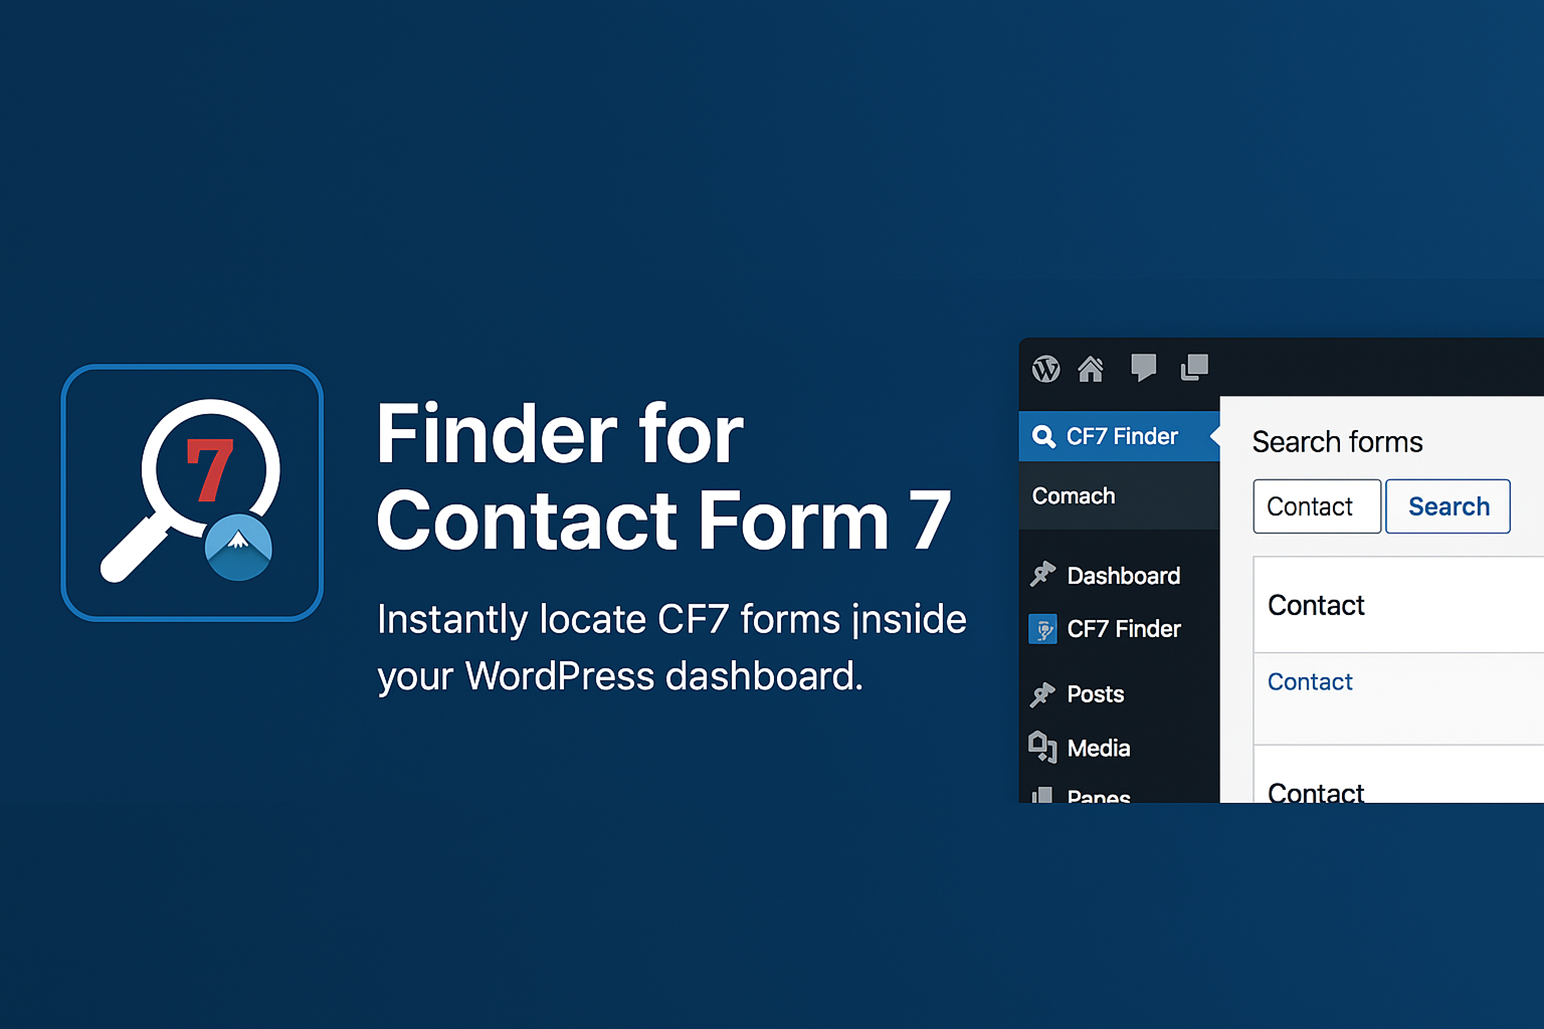 7
Finder for
Contact Form 7
Instantly locate CF7 forms inside
your WordPress dashboard.
CF7 Finder
Comach
Dashboard
CF7 Finder
Posts
Media
Panes
Search forms
Contact
Search
Contact
Contact
Contact